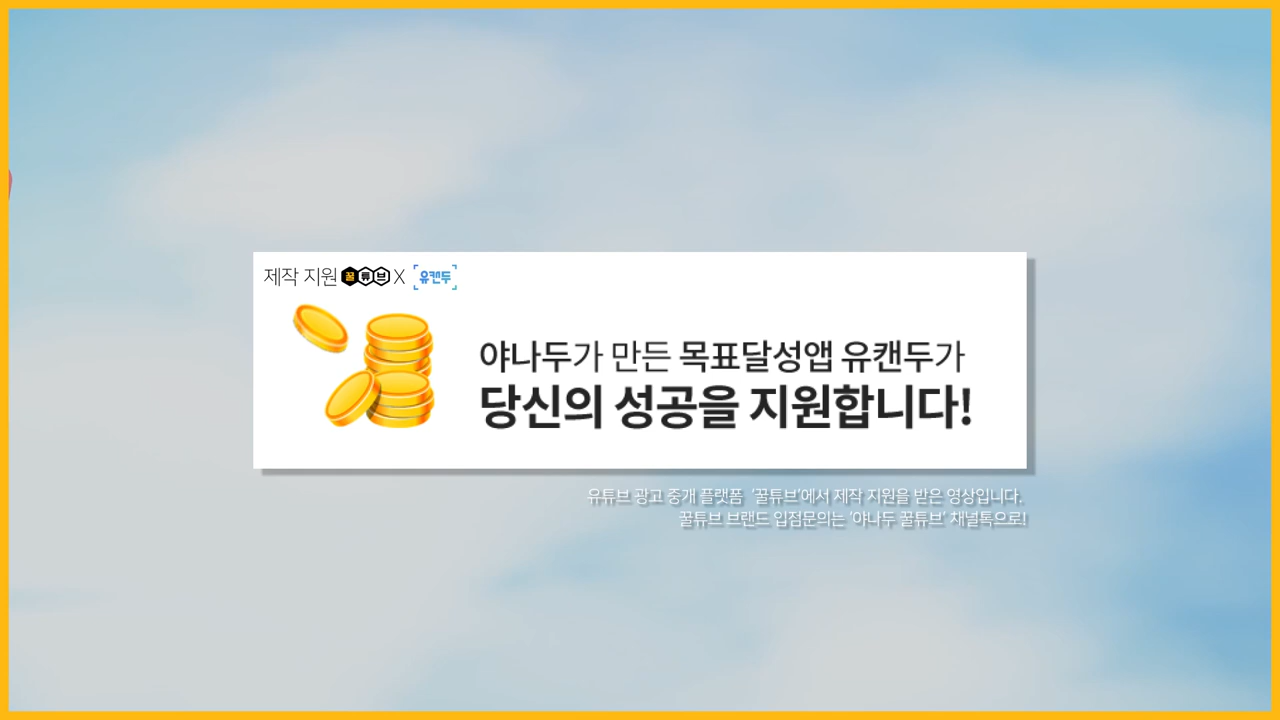 제작 지원 꿀튜브 X 유캔두
야나두가 만든 목표달성앱 유캔두가
당신의 성공을 지원합니다!
유튜브 광고 중개 플랫폼 '꿀튜브'에서 제작 지원을 받은 영상입니다.
꿀튜브 브랜드 입점문의는 '야나두 꿀튜브' 채널톡으로!